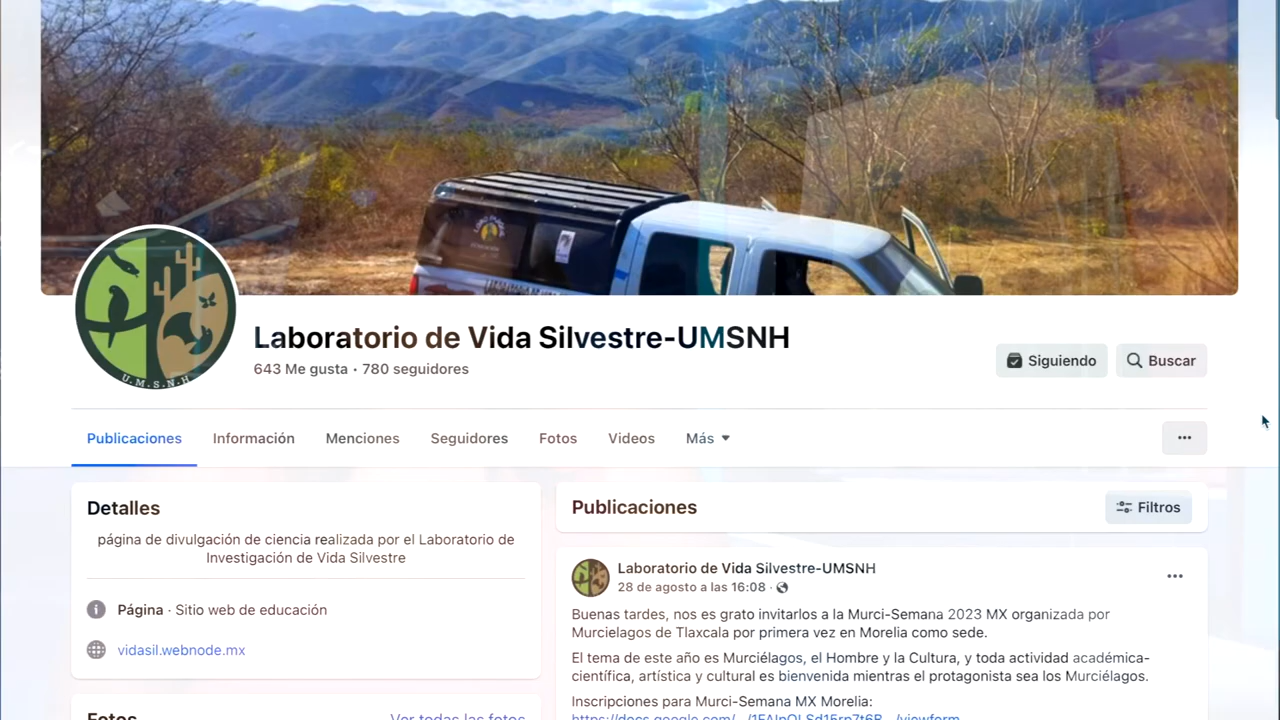 Laboratorio de Vida Silvestre-UMSNH
643 Me gusta • 780 seguidores
Siguiendo
Buscar
U.M.S.N.H
Publicaciones
Información
Menciones
Seguidores
Fotos
Videos
Más
Detalles
página de divulgación de ciencia realizada por el Laboratorio de
Investigación de Vida Silvestre
Página · Sitio web de educación
vidasil.webnode.mx
Fotos
Ver todas las fotos
Publicaciones
Filtros
Laboratorio de Vida Silvestre-UMSNH
28 de agosto a las 16:08 ·
Buenas tardes, nos es grato invitarlos a la Murci-Semana 2023 MX organizada por
Murcielagos de Tlaxcala por primera vez en Morelia como sede.
El tema de este año es Murciélagos, el Hombre y la Cultura, y toda actividad académica-
científica, artística y cultural es bienvenida mientras el protagonista sea los Murciélagos.
Inscripciones para Murci-Semana MX Morelia: